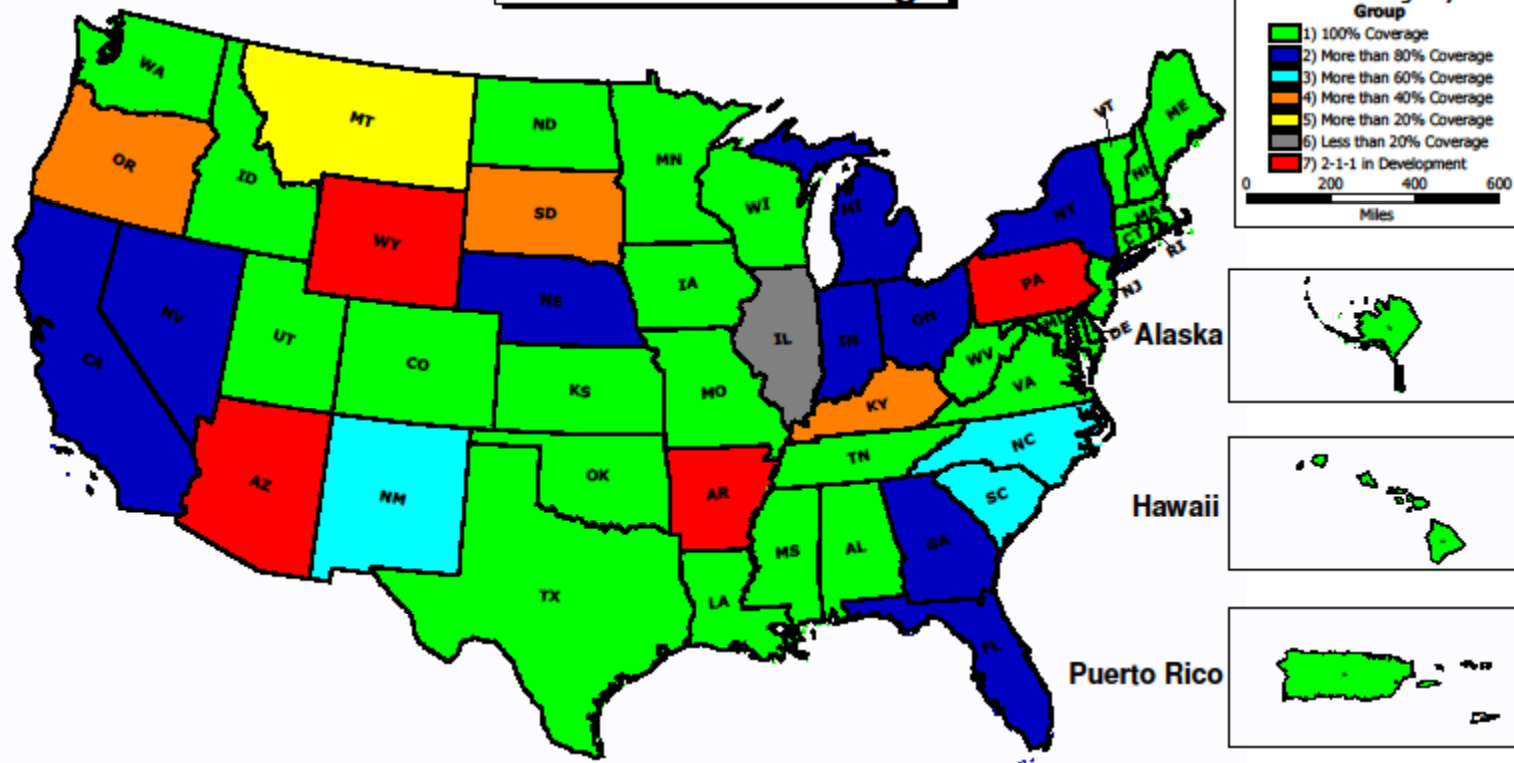 Group
1) 100% Coverage
2) More than 80% Coverage
3) More than 60% Coverage
4) More than 40% Coverage
5) More than 20% Coverage
6) Less than 20% Coverage
7) 2-1-1 in Development
0 200 400 600
Miles
WA
MT
ND
MN
OR
ID
WY
SD
WI
MI
NY
VT
NH
ME
MA
CT
RI
CA
NV
UT
CO
NE
IA
IL
IN
OH
PA
NJ
DE
MD
WV
VA
KS
MO
KY
AZ
NM
OK
AR
TN
NC
SC
TX
LA
MS
AL
GA
FL
Alaska
Hawaii
Puerto Rico